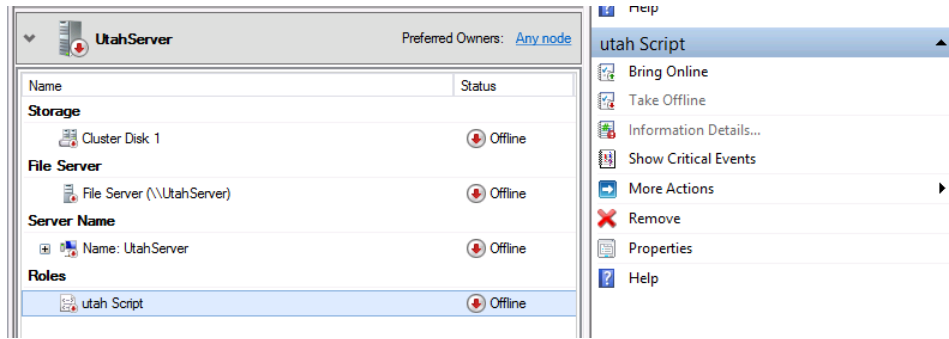 Help
UtahServer Preferred Owners: Any node
utah Script
Name Status
Bring Online
Storage
Take Offline
Cluster Disk 1 Offline
Information Details...
File Server
Show Critical Events
File Server (\\UtahServer) Offline
More Actions
Server Name
Remove
Name: UtahServer Offline
Properties
Roles
Help
utah Script Offline